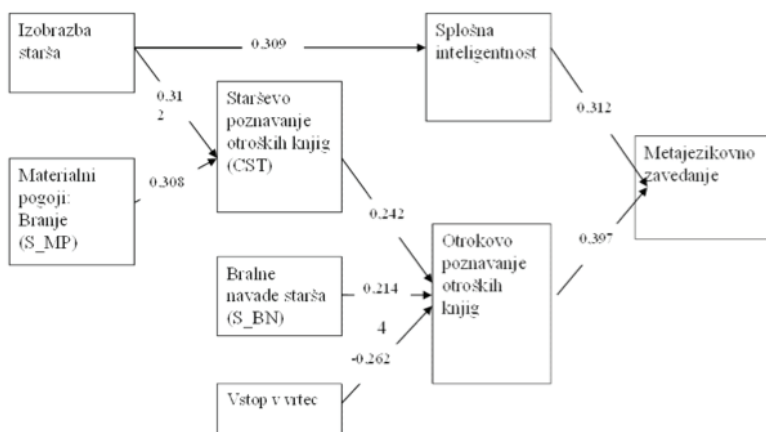 Izobrazba
starša
0.309
Splošna
inteligentnost
0.31
2
Starševo
poznavanje
otroških knjig
(CST)
0.312
Metajezikovno
zavedanje
Materialni
pogoji:
Branje
(S_MP)
0.308
0.242
0.397
Otrokovo
poznavanje
otroških
knjig
Bralne
navade starša
(S_BN)
0.214
4
-0.262
Vstop v vrtec